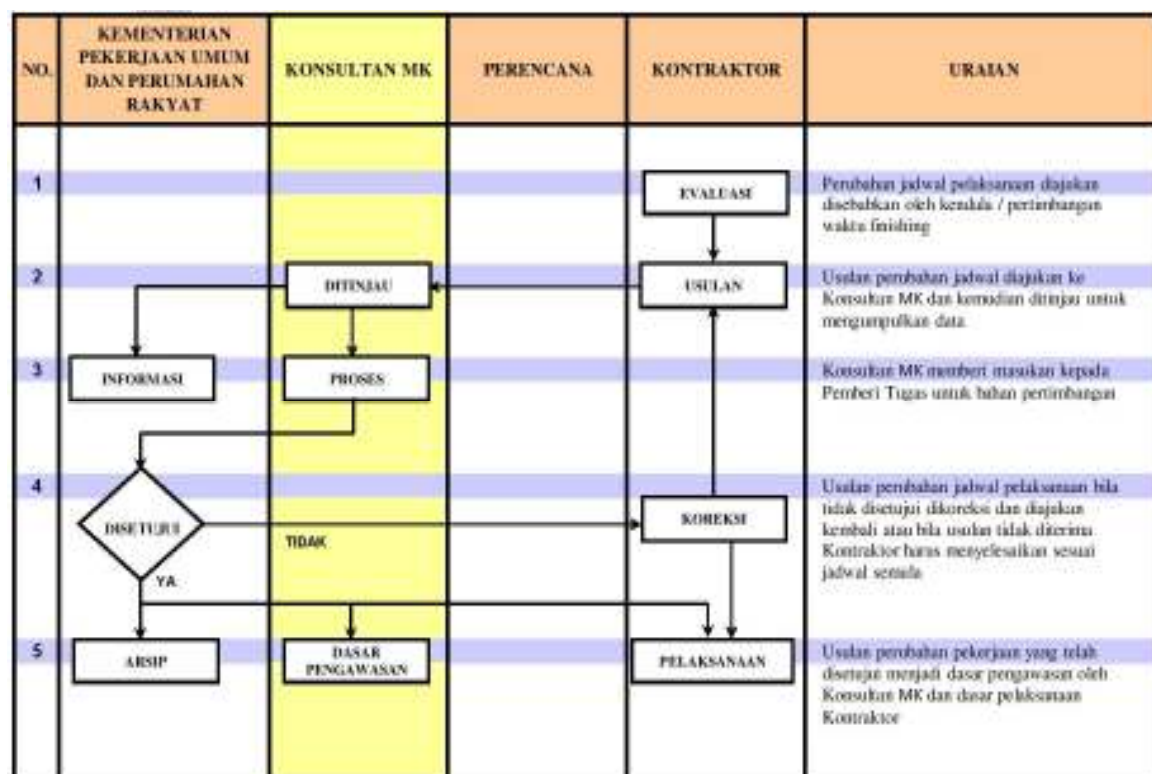 NO.
KEMENTERIAN
PEKERJAAN UMUM
DAN PERUMAHAN
RAKYAT
KONSULTAN MK
PERENCANA
KONTRAKTOR
URAIAN
1
EVALUASI
Perubahan jadwal pelaksanaan diajukan
disebabkan oleh kendala / pertimbangan
waktu finishing
2
DITINJAU
USULAN
Usulan perubahan jadwal diajukan ke
Konsultan MK dan kemudian ditinjau untuk
mengumpulkan data
3
INFORMASI
PROSES
Konsultan MK memberi masukan kepada
Pemberi Tugas untuk bahan pertimbangan
4
DISETUJUI
TIDAK
KOREKSI
Usulan perubahan jadwal pelaksanaan bila
tidak disetujui dikoreksi dan diajukan
kembali atau bila usulan tidak diterima
Kontraktor harus menyelesaikan sesuai
jadwal semula
YA
5
ARSIP
DASAR
PENGAWASAN
PELAKSANAAN
Usulan perubahan pekerjaan yang telah
disetujui menjadi dasar pengawasan oleh
Konsultan MK dan dasar pelaksanaan
Kontraktor